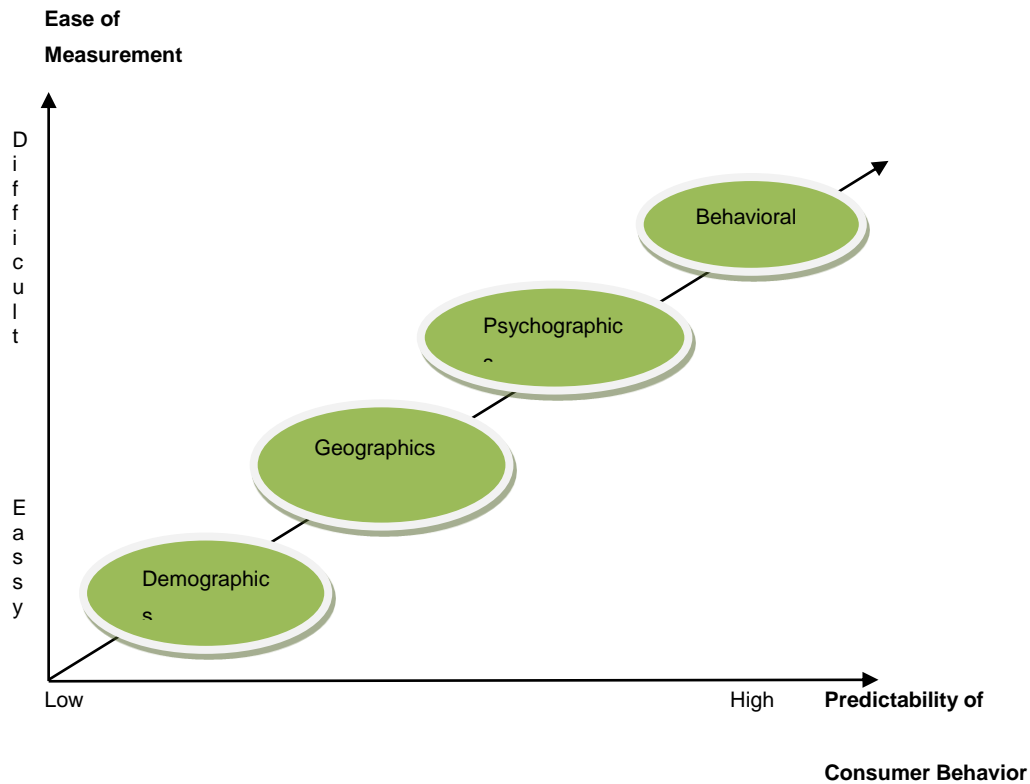 Ease of
Measurement
D
i
f
f
i
c
u
l
t
Behavioral
Psychographic
s
Geographics
E
a
s
s
y
Demographic
s
Low
High
Predictability of
Consumer Behavior